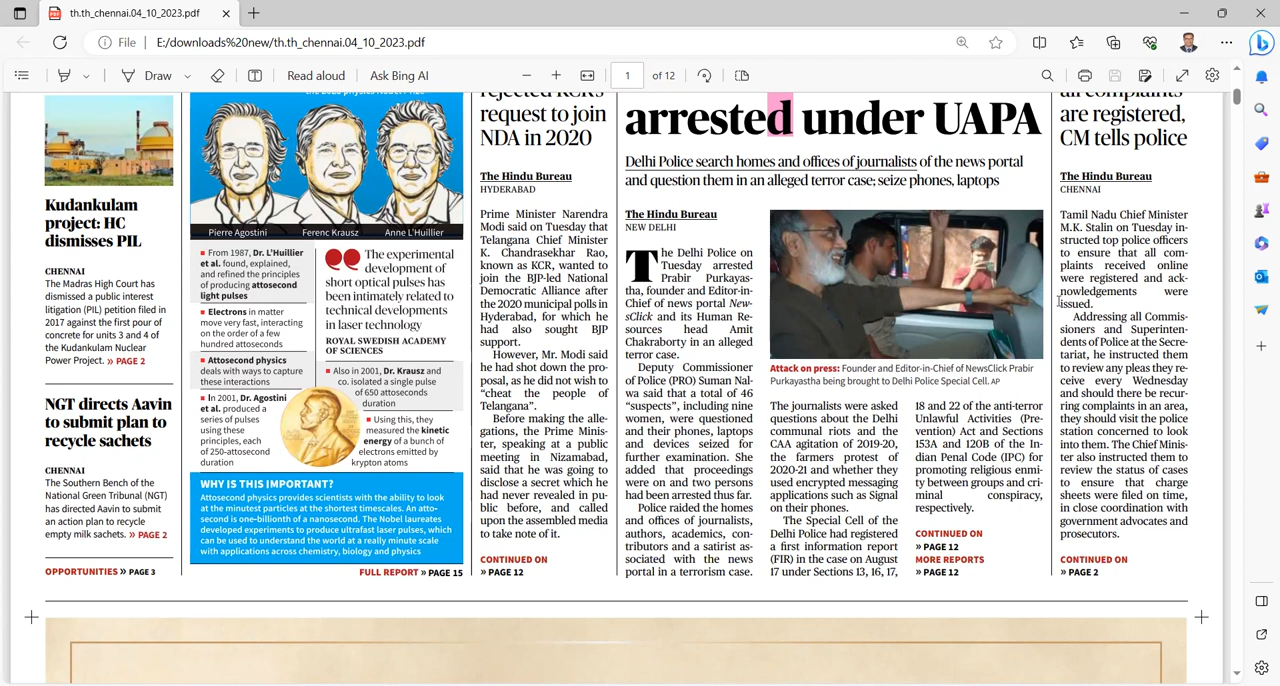 th.th_chennai.04_10_2023.pdf
File
E:/downloads%20new/th.th_chennai.04_10_2023.pdf
Draw
Read aloud
Ask Bing AI
1
of 12
Kudankulam
project: HC
dismisses PIL
CHENNAI
The Madras High Court has
dismissed a public interest
litigation (PIL) petition filed in
2017 against the first pour of
concrete for units 3 and 4 of
the Kudankulam Nuclear
Power Project. » PAGE 2
NGT directs Aavin
to submit plan to
recycle sachets
CHENNAI
The Southern Bench of the
National Green Tribunal (NGT)
has directed Aavin to submit
an action plan to recycle
empty milk sachets. » PAGE 2
OPPORTUNITIES » PAGE 3
Pierre Agostini
Ferenc Krausz
Anne L'Huillier
From 1987, Dr. L'Huillier
et al. found, explained,
and refined the principles
of producing attosecond
light pulses
Electrons in matter
move very fast, interacting
on the order of a few
hundred attoseconds
Attosecond physics
deals with ways to capture
these interactions
In 2001, Dr. Agostini
et al. produced a
series of pulses
using these
principles, each
of 250-attosecond
duration
The experimental
development of
short optical pulses has
been intimately related to
technical developments
in laser technology
ROYAL SWEDISH ACADEMY
OF SCIENCES
Also in 2001, Dr. Krausz and
co. isolated a single pulse
of 650 attoseconds
duration
Using this, they
measured the kinetic
energy of a bunch of
electrons emitted by
krypton atoms
WHY IS THIS IMPORTANT?
Attosecond physics provides scientists with the ability to look
at the minutest particles at the shortest timescales. An atto-
second is one-billionth of a nanosecond. The Nobel laureates
developed experiments to produce ultrafast laser pulses, which
can be used to understand the world at a really minute scale
with applications across chemistry, biology and physics
FULL REPORT » PAGE 15
rejected KCR's
request to join
NDA in 2020
The Hindu Bureau
HYDERABAD
Prime Minister Narendra
Modi said on Tuesday that
Telangana Chief Minister
K. Chandrasekhar Rao,
known as KCR, wanted to
join the BJP-led National
Democratic Alliance after
the 2020 municipal polls in
Hyderabad, for which he
had also sought BJP
support.
However, Mr. Modi said
he had shot down the pro-
posal, as he did not wish to
“cheat the people of
Telangana”.
Before making the alle-
gations, the Prime Minis-
ter, speaking at a public
meeting in Nizamabad,
said that he was going to
disclose a secret which he
had never revealed in pu-
blic before, and called
upon the assembled media
to take note of it.
CONTINUED ON
» PAGE 12
arrested under UAPA
Delhi Police search homes and offices of journalists of the news portal
and question them in an alleged terror case; seize phones, laptops
The Hindu Bureau
NEW DELHI
The Delhi Police on
Tuesday arrested
Prabir Purkayas-
tha, founder and Editor-in-
Chief of news portal New-
sClick and its Human Re-
sources head Amit
Chakraborty in an alleged
terror case.
Deputy Commissioner
of Police (PRO) Suman Nal-
wa said that a total of 46
“suspects”, including nine
women, were questioned
and their phones, laptops
and devices seized for
further examination. She
added that proceedings
were on and two persons
had been arrested thus far.
Police raided the homes
and offices of journalists,
authors, academics, con-
tributors and a satirist as-
sociated with the news
portal in a terrorism case.
Attack on press: Founder and Editor-in-Chief of NewsClick Prabir
Purkayastha being brought to Delhi Police Special Cell. AP
The journalists were asked
questions about the Delhi
communal riots and the
CAA agitation of 2019-20,
the farmers protest of
2020-21 and whether they
used encrypted messaging
applications such as Signal
on their phones.
The Special Cell of the
Delhi Police had registered
a first information report
(FIR) in the case on August
17 under Sections 13, 16, 17,
18 and 22 of the anti-terror
Unlawful Activities (Pre-
vention) Act and Sections
153A and 120B of the In-
dian Penal Code (IPC) for
promoting religious enmi-
ty between groups and cri-
minal conspiracy,
respectively.
CONTINUED ON
» PAGE 12
MORE REPORTS
» PAGE 12
all complaints
are registered,
CM tells police
The Hindu Bureau
CHENNAI
Tamil Nadu Chief Minister
M.K. Stalin on Tuesday in-
structed top police officers
to ensure that all com-
plaints received online
were registered and ack-
nowledgements were
issued.
Addressing all Commis-
sioners and Superinten-
dents of Police at the Secre-
tariat, he instructed them
to review any pleas they re-
ceive every Wednesday
and should there be recur-
ring complaints in an area,
they should visit the police
station concerned to look
into them. The Chief Minis-
ter also instructed them to
review the status of cases
to ensure that charge
sheets were filed on time,
in close coordination with
government advocates and
prosecutors.
CONTINUED ON
» PAGE 2